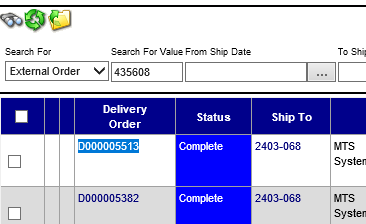 Search For Search For Value From Ship Date To Ship
External Order 435608 ...
Delivery Order Status Ship To
D000005513 Complete 2403-068 MTS System
D000005382 Complete 2403-068 MTS System